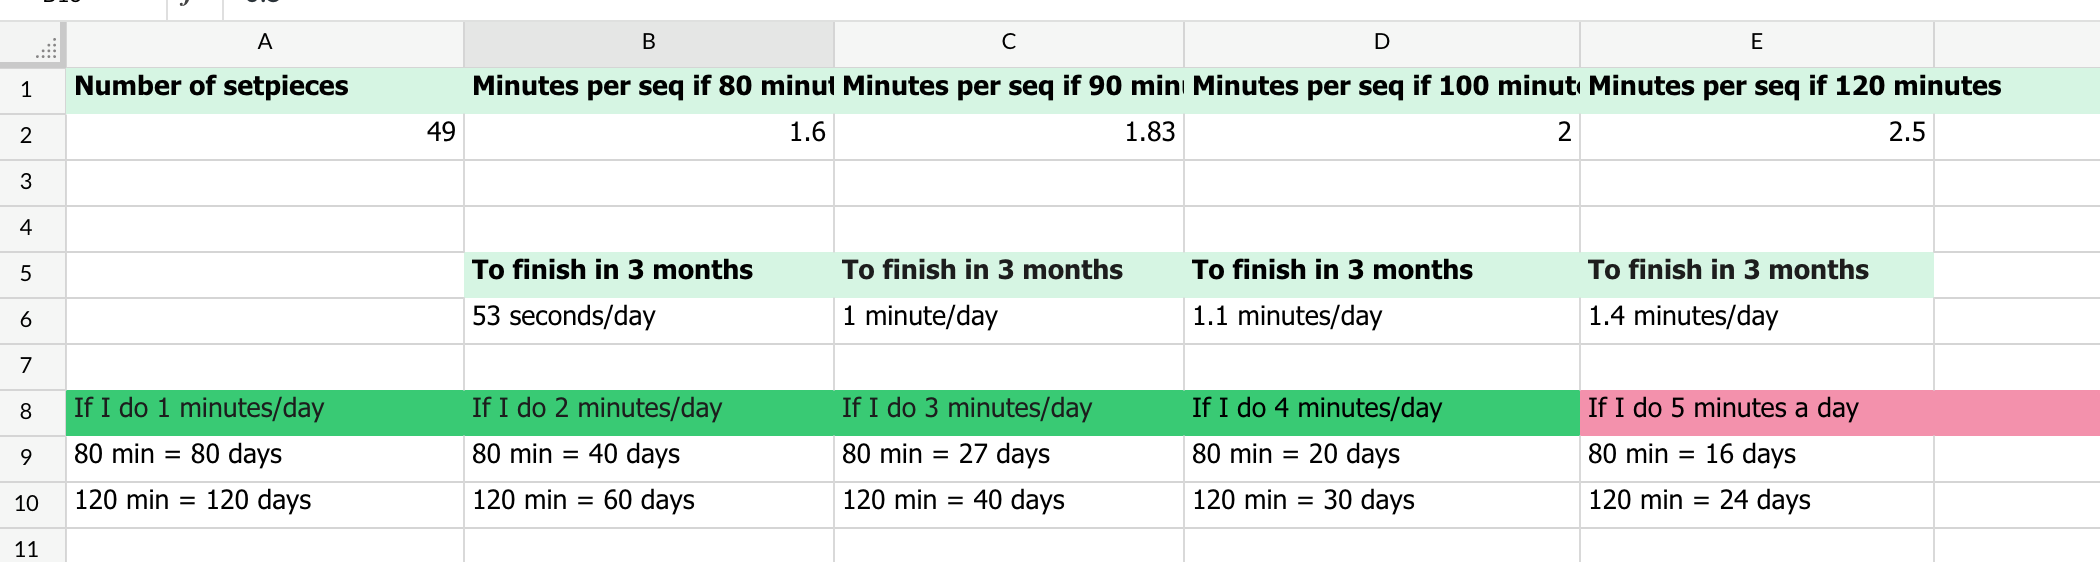 A B C D E
1 Number of setpieces Minutes per seq if 80 minut Minutes per seq if 90 min Minutes per seq if 100 minut Minutes per seq if 120 minutes
2 49 1.6 1.83 2 2.5
3
4
5 To finish in 3 months To finish in 3 months To finish in 3 months To finish in 3 months
6 53 seconds/day 1 minute/day 1.1 minutes/day 1.4 minutes/day
7
8 If I do 1 minutes/day If I do 2 minutes/day If I do 3 minutes/day If I do 4 minutes/day If I do 5 minutes a day
9 80 min = 80 days 80 min = 40 days 80 min = 27 days 80 min = 20 days 80 min = 16 days
10 120 min = 120 days 120 min = 60 days 120 min = 40 days 120 min = 30 days 120 min = 24 days
11